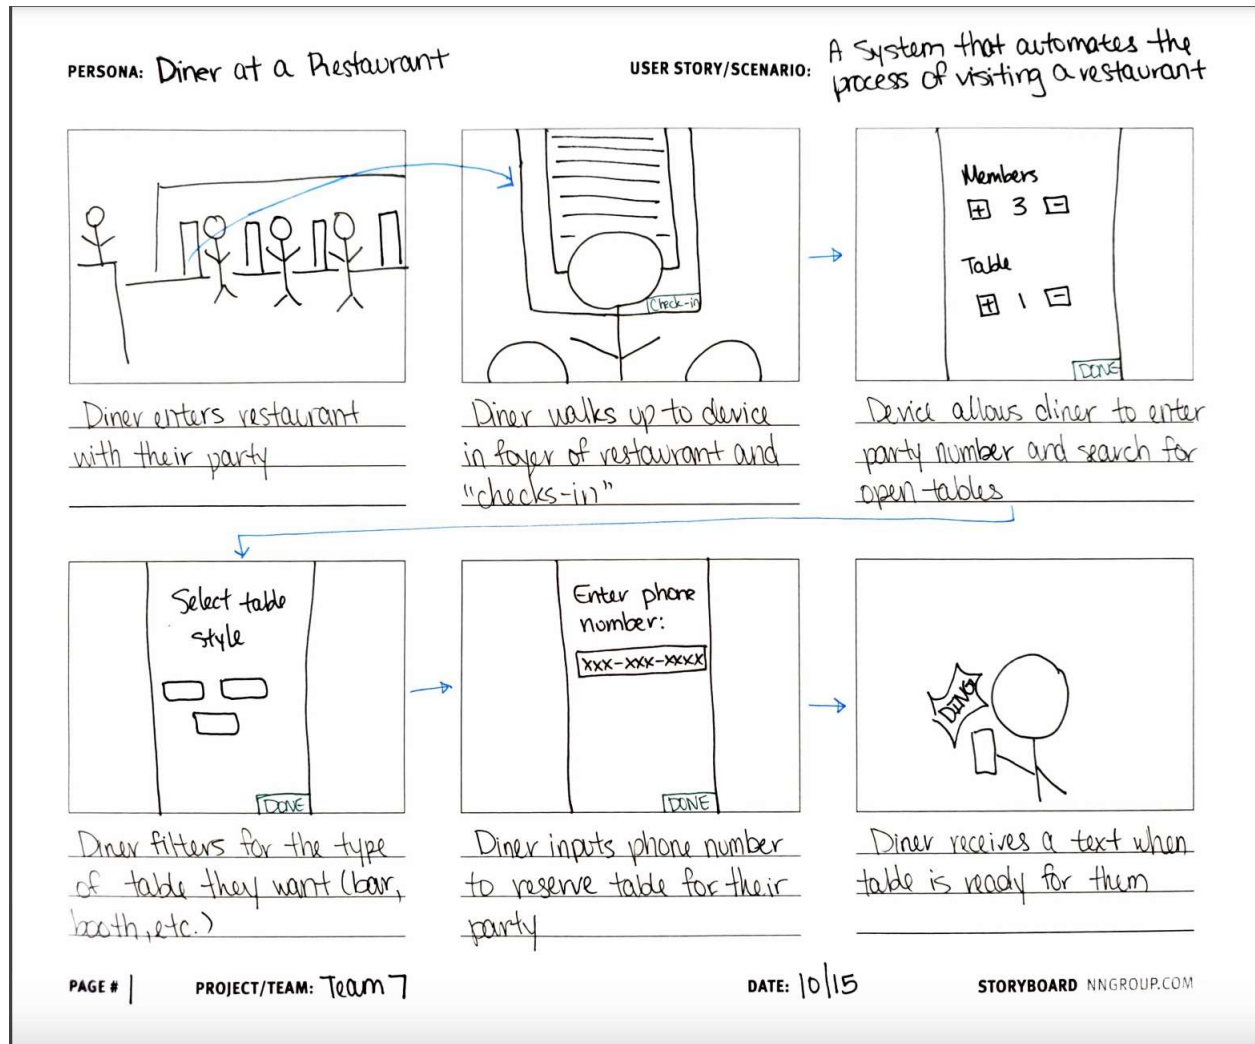 PERSONA: Diner at a Restaurant
USER STORY/SCENARIO: A System that automates the
process of visiting a restaurant
Check-in
Members
+ 3 -
Table
+ 1 -
DONE
Diner enters restaurant
with their party
Diner walks up to device
in foyer of restaurant and
"checks-in"
Device allows diner to enter
party number and search for
open tables
Select table
style
DONE
Enter phone
number:
xxx-xxx-xxxx
DONE
DING
Diner filters for the type
of table they want (bar,
booth, etc.)
Diner inputs phone number
to reserve table for their
party
Diner receives a text when
table is ready for them
PAGE # 1
PROJECT/TEAM: Team 7
DATE: 10/15
STORYBOARD NNGROUP.COM